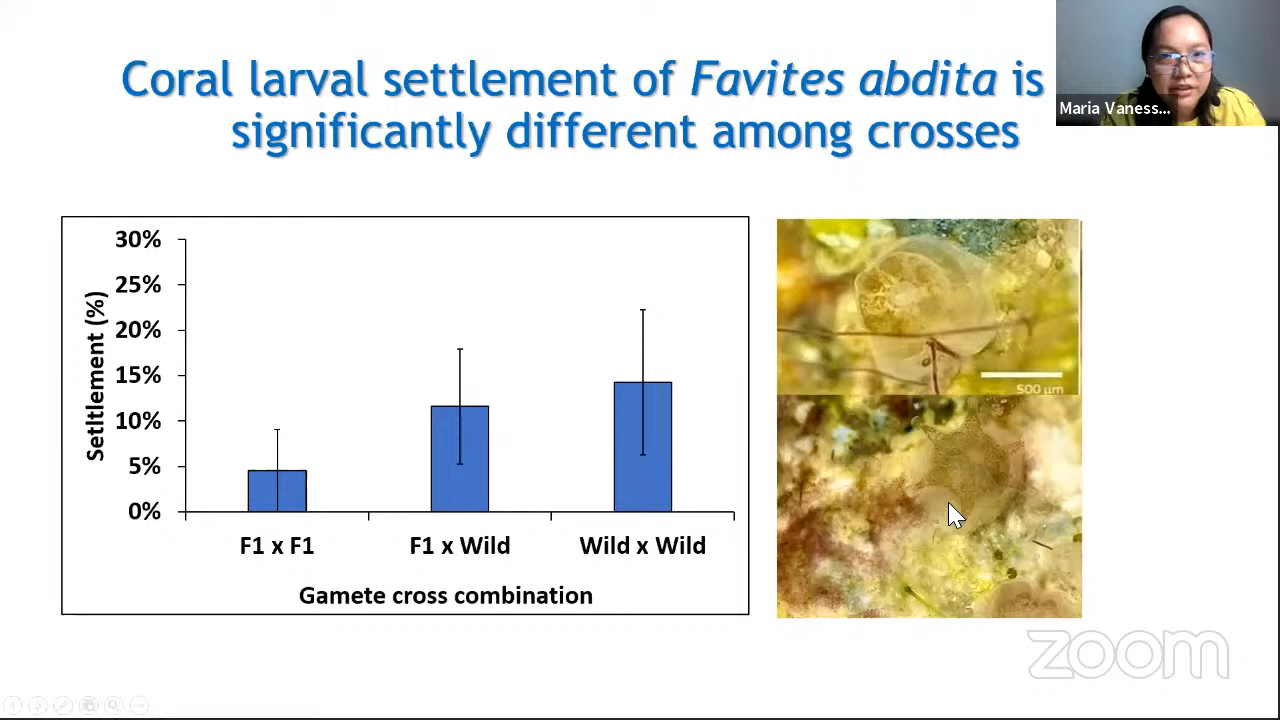 Coral larval settlement of Favites abdita is
significantly different among crosses
Maria Vaness...
30%
25%
20%
15%
10%
5%
0%
Setltlement (%)
F1 x F1
F1 x Wild
Wild x Wild
Gamete cross combination
500 µm
zoom